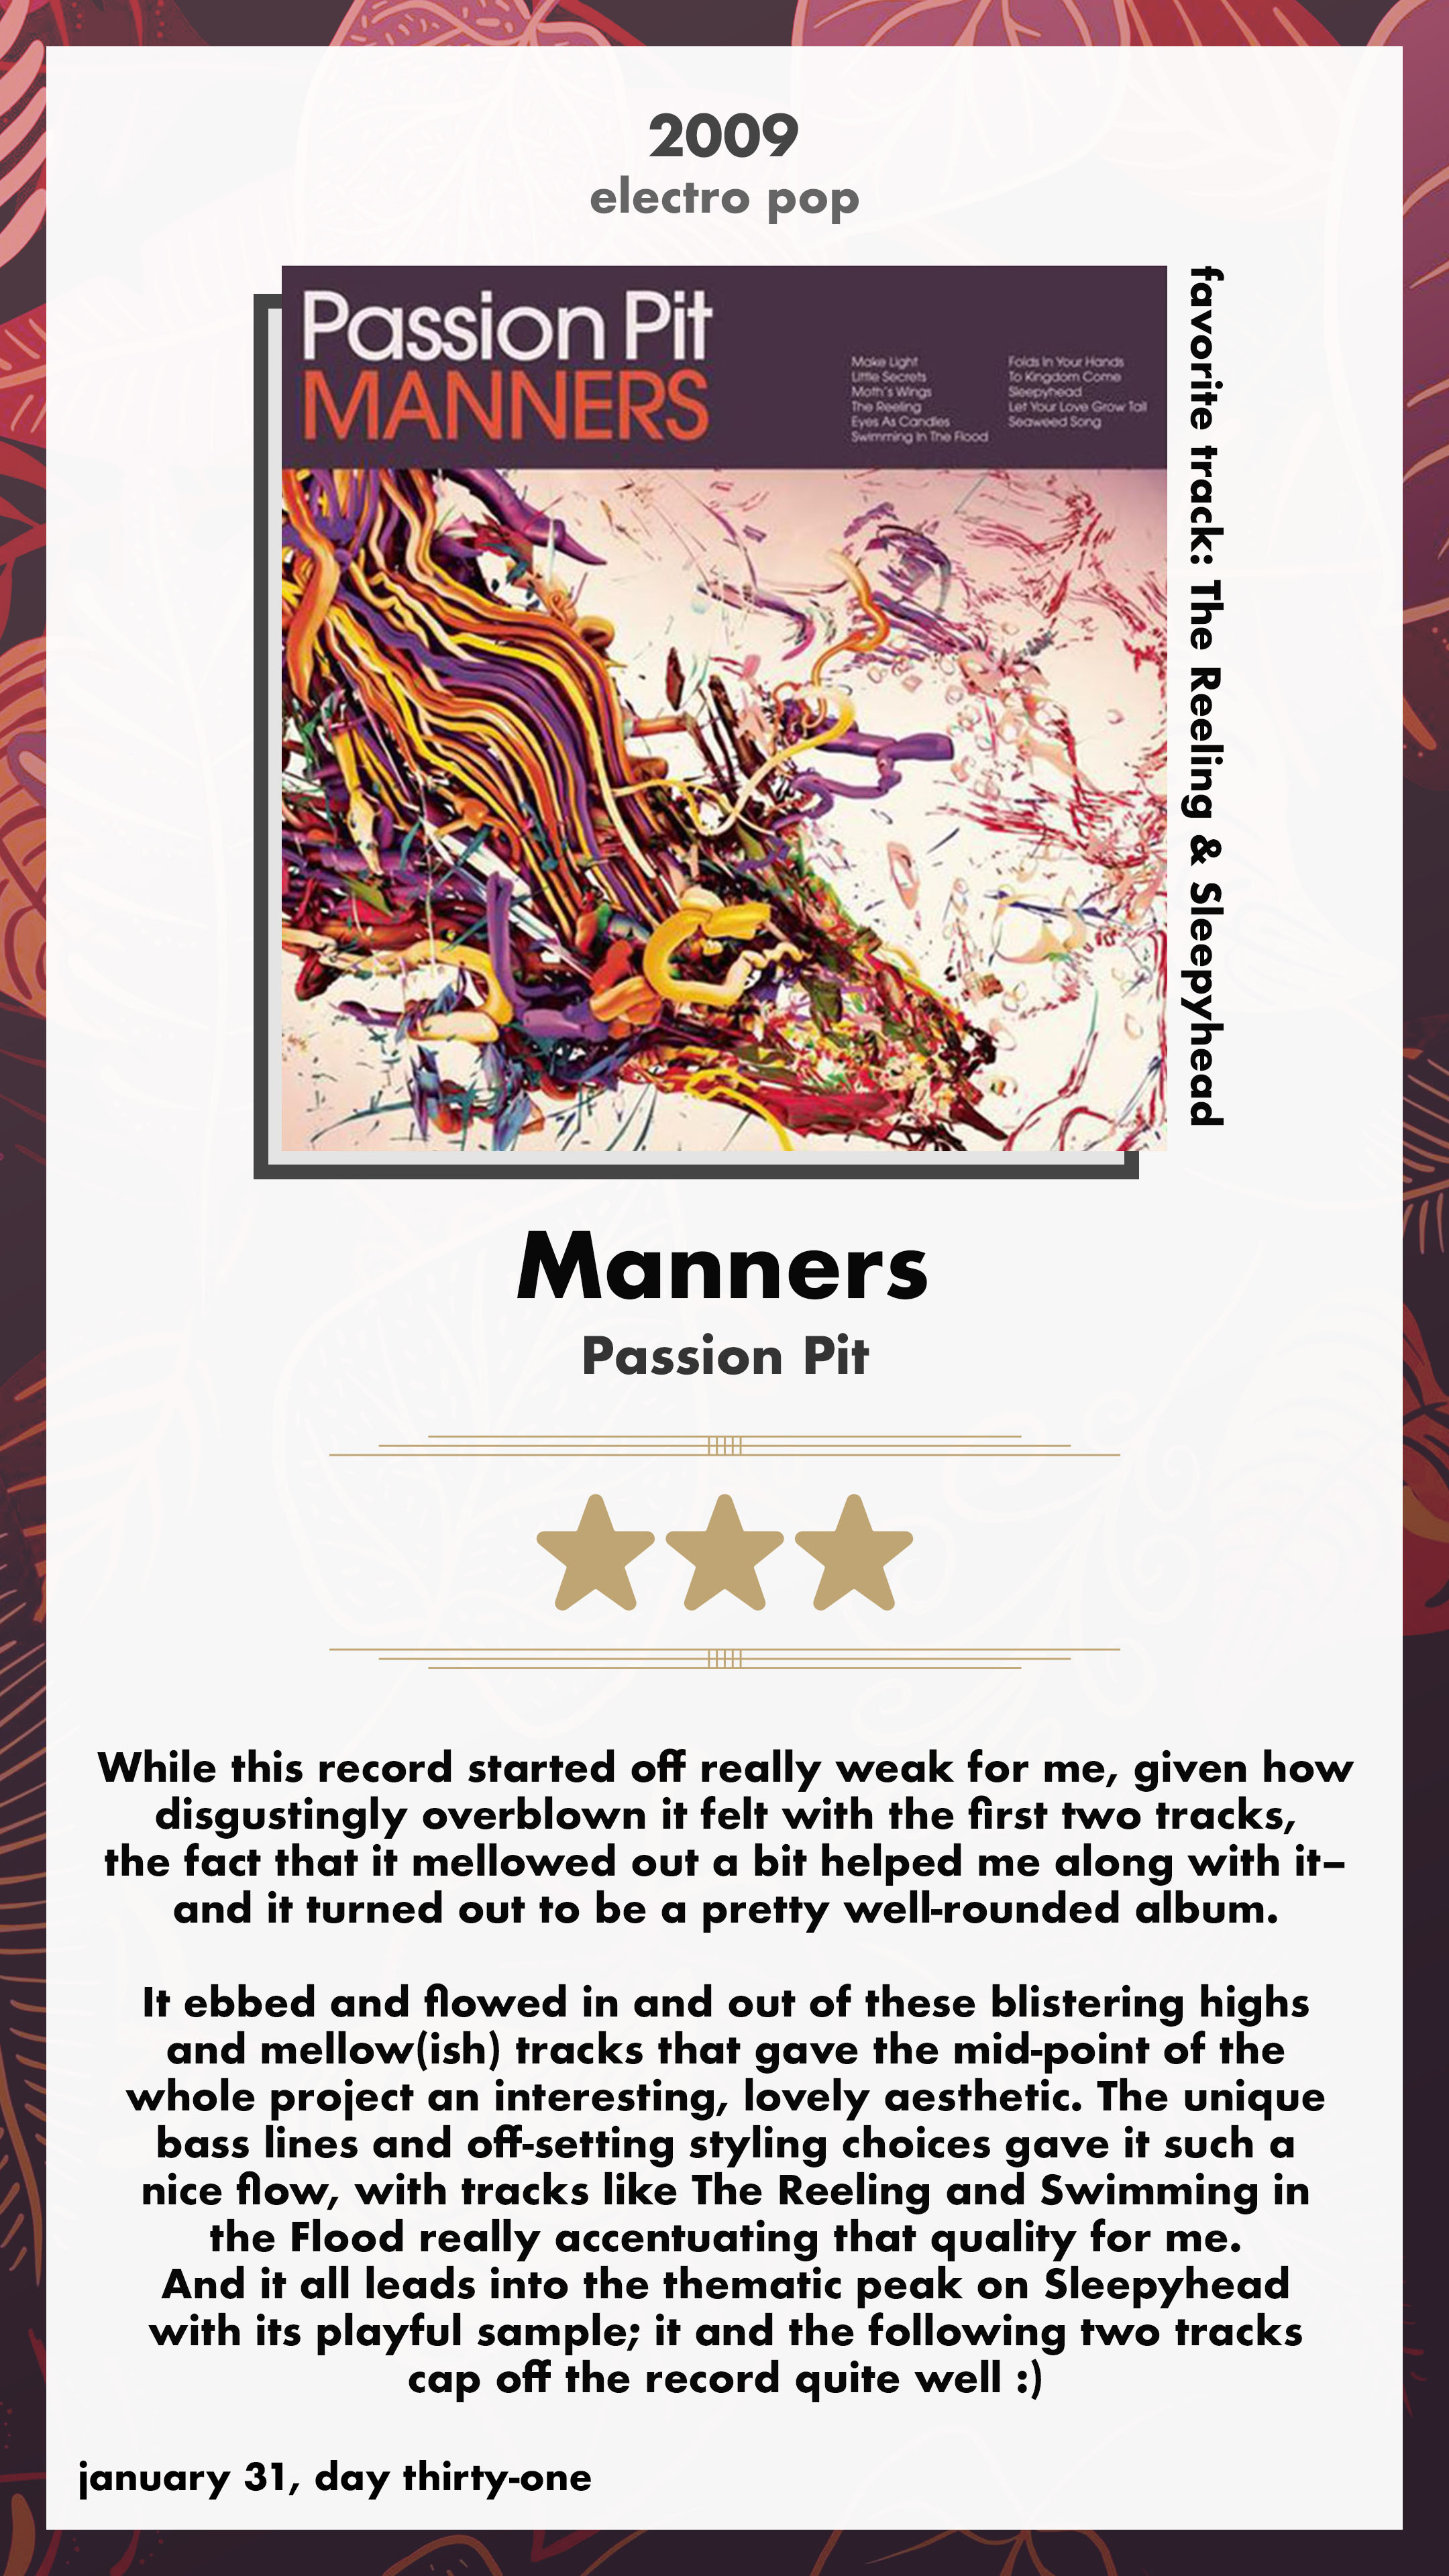 2009
electro pop
Passion Pit
MANNERS
Make Light
Little Secrets
Moth's Wings
The Reeling
Eyes As Candles
Swimming In The Flood
Folds In Your Hands
To Kingdom Come
Sleepyhead
Let Your Love Grow Tall
Seaweed Song
favorite track: The Reeling & Sleepyhead
Manners
Passion Pit
While this record started off really weak for me, given how
disgustingly overblown it felt with the first two tracks,
the fact that it mellowed out a bit helped me along with it–
and it turned out to be a pretty well-rounded album.
It ebbed and flowed in and out of these blistering highs
and mellow(ish) tracks that gave the mid-point of the
whole project an interesting, lovely aesthetic. The unique
bass lines and off-setting styling choices gave it such a
nice flow, with tracks like The Reeling and Swimming in
the Flood really accentuating that quality for me.
And it all leads into the thematic peak on Sleepyhead
with its playful sample; it and the following two tracks
cap off the record quite well :)
january 31, day thirty-one